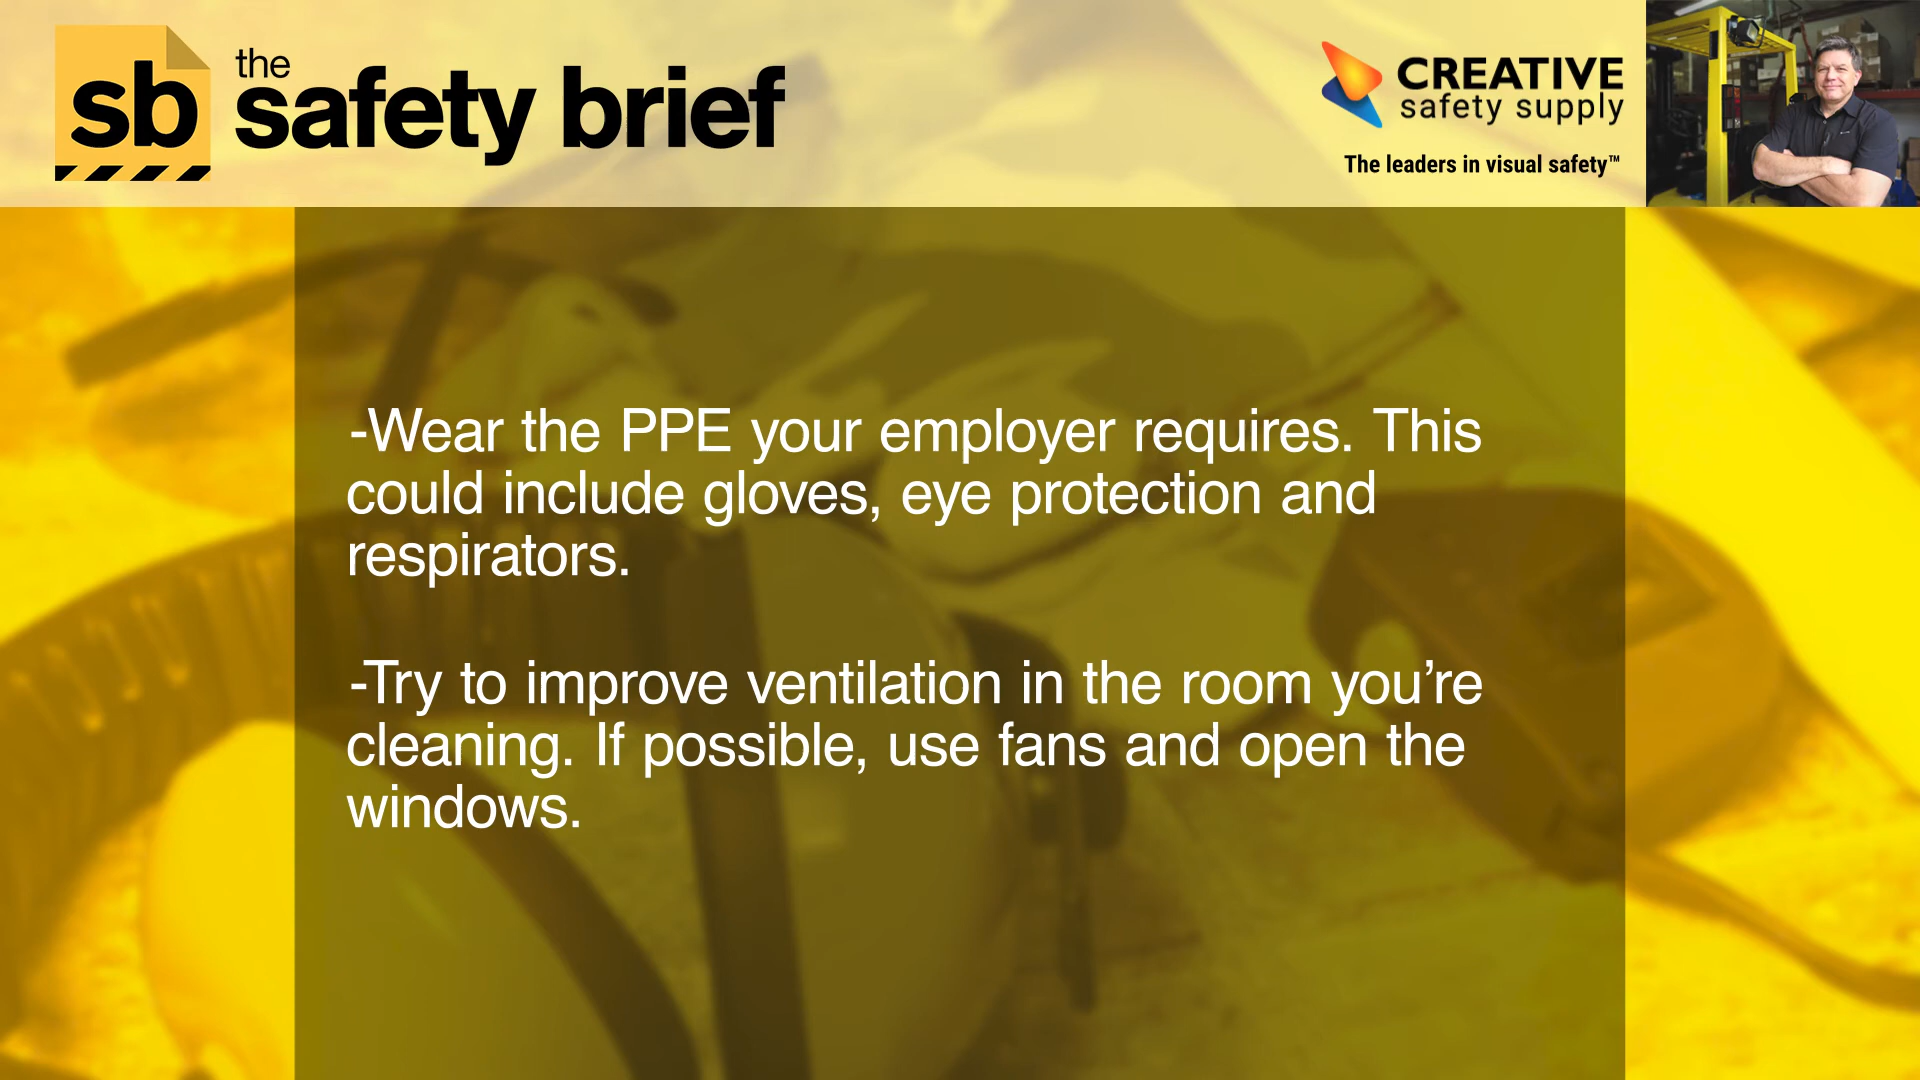 sb
the
safety brief
CREATIVE
safety supply
The leaders in visual safety™
-Wear the PPE your employer requires. This
could include gloves, eye protection and
respirators.
-Try to improve ventilation in the room you’re
cleaning. If possible, use fans and open the
windows.